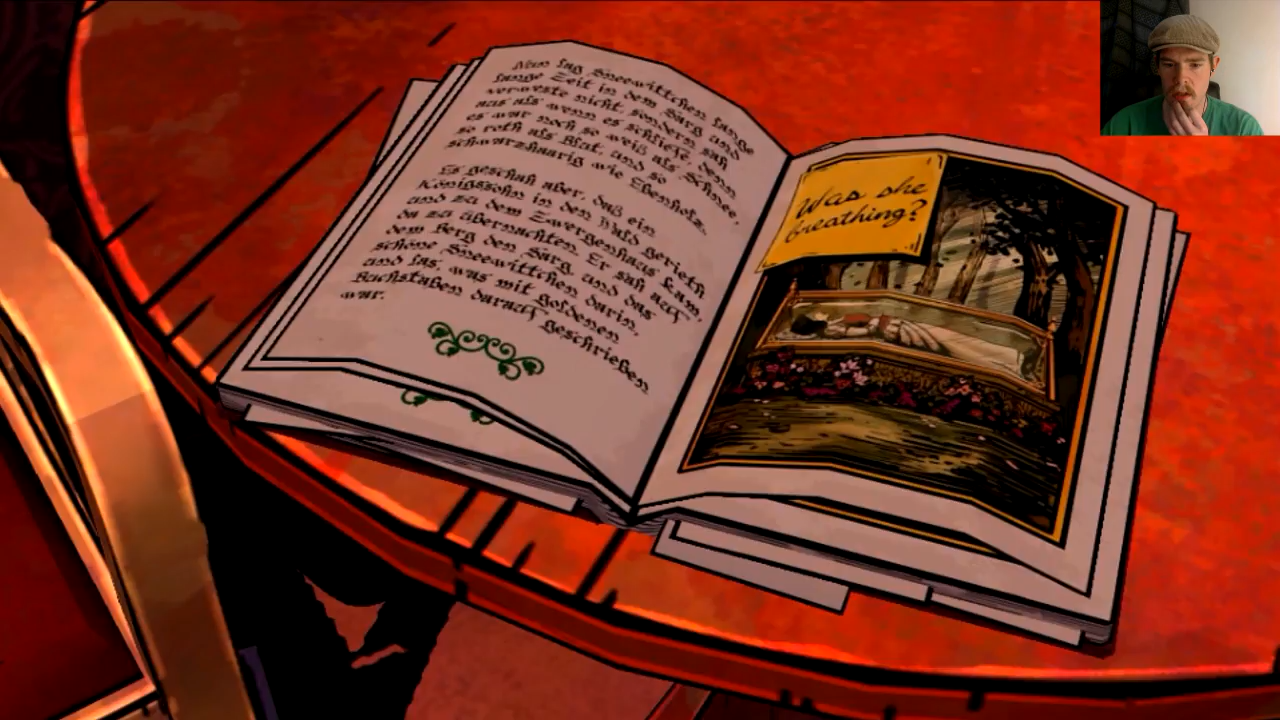 Nun lag Sneewittchen lange
lange Zeit in dem Sarg und
verweste nicht, sondern sah
aus als wenn es schliefe, denn
es war noch so weiß als Schnee,
so roth als Blut, und so
schwarzhaarig wie Ebenholz.
Es geschah aber, daß ein
Königssohn in den Wald gerieth
und zu dem Zwergenhaus kam,
da zu übernachten. Er sah auf
dem Berg den Sarg und das
schöne Sneewittchen darin,
und las, was mit goldenen
Buchstaben darauf geschrieben
war.
Was she
breathing?